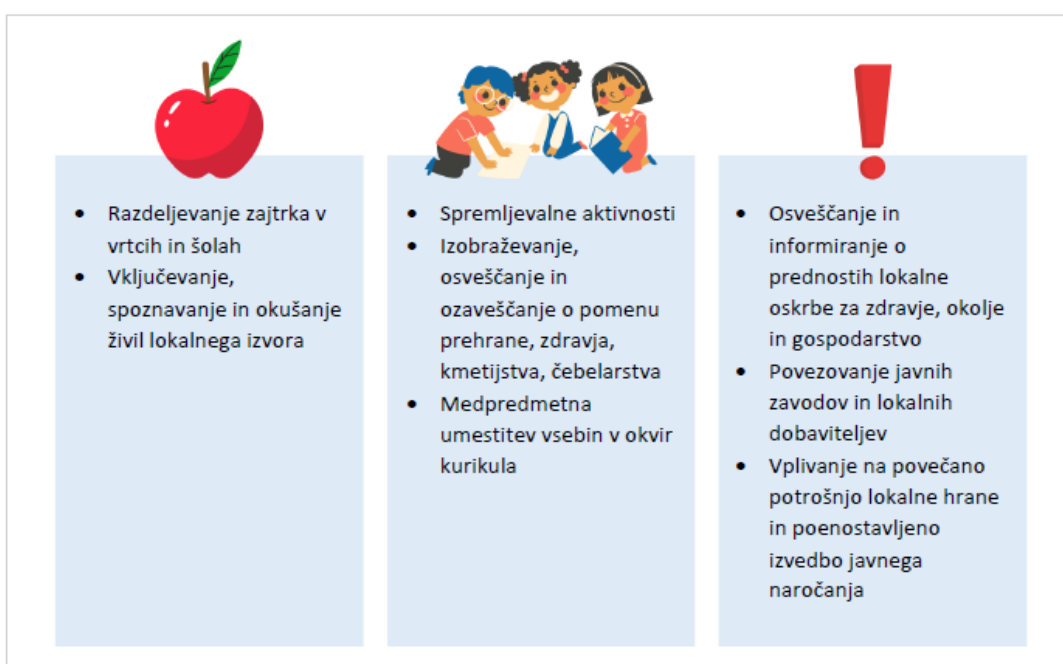 • Razdeljevanje zajtrka v
vrtcih in šolah
• Vključevanje,
spoznavanje in okušanje
živil lokalnega izvora
• Spremljevalne aktivnosti
• Izobraževanje,
osveščanje in
ozaveščanje o pomenu
prehrane, zdravja,
kmetijstva, čebelarstva
• Medpredmetna
umestitev vsebin v okvir
kurikula
• Osveščanje in
informiranje o
prednostih lokalne
oskrbe za zdravje, okolje
in gospodarstvo
• Povezovanje javnih
zavodov in lokalnih
dobaviteljev
• Vplivanje na povečano
potrošnjo lokalne hrane
in poenostavljeno
izvedbo javnega
naročanja